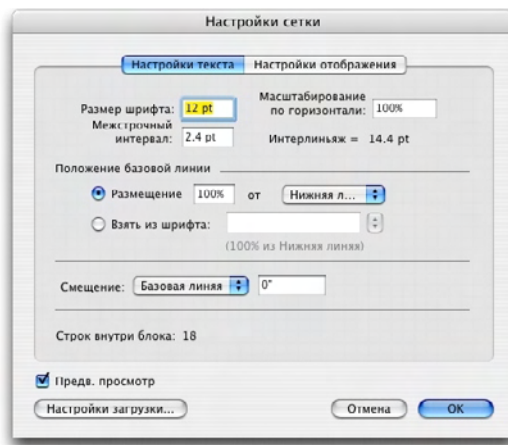 Настройки сетки
Настройки текста Настройки отображения
Размер шрифта: 12 pt Масштабирование по горизонтали: 100%
Межстрочный интервал: 2.4 pt Интерлиньяж = 14.4 pt
Положение базовой линии
Размещение 100% от Нижняя л...
Взять из шрифта:
(100% из Нижняя линяя)
Смещение: Базовая линяя 0"
Строк внутри блока: 18
Предв. просмотр
Настройки загрузки... Отмена OK